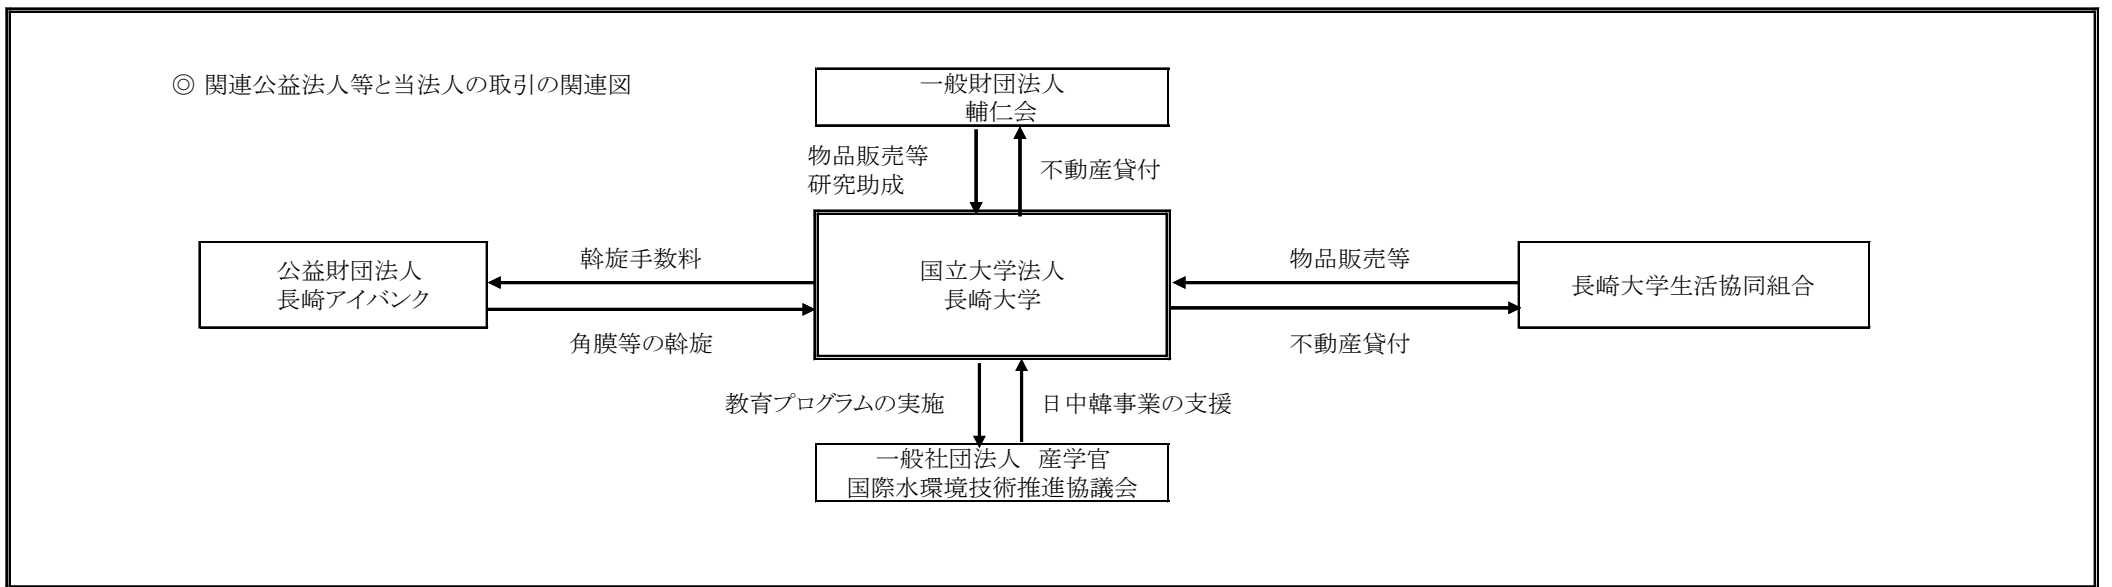 ◎ 関連公益法人等と当法人の取引の関連図
一般財団法人
輔仁会
物品販売等
研究助成
不動産貸付
公益財団法人
長崎アイバンク
斡旋手数料
角膜等の斡旋
国立大学法人
長崎大学
物品販売等
不動産貸付
長崎大学生活協同組合
教育プログラムの実施
日中韓事業の支援
一般社団法人　産学官
国際水環境技術推進協議会